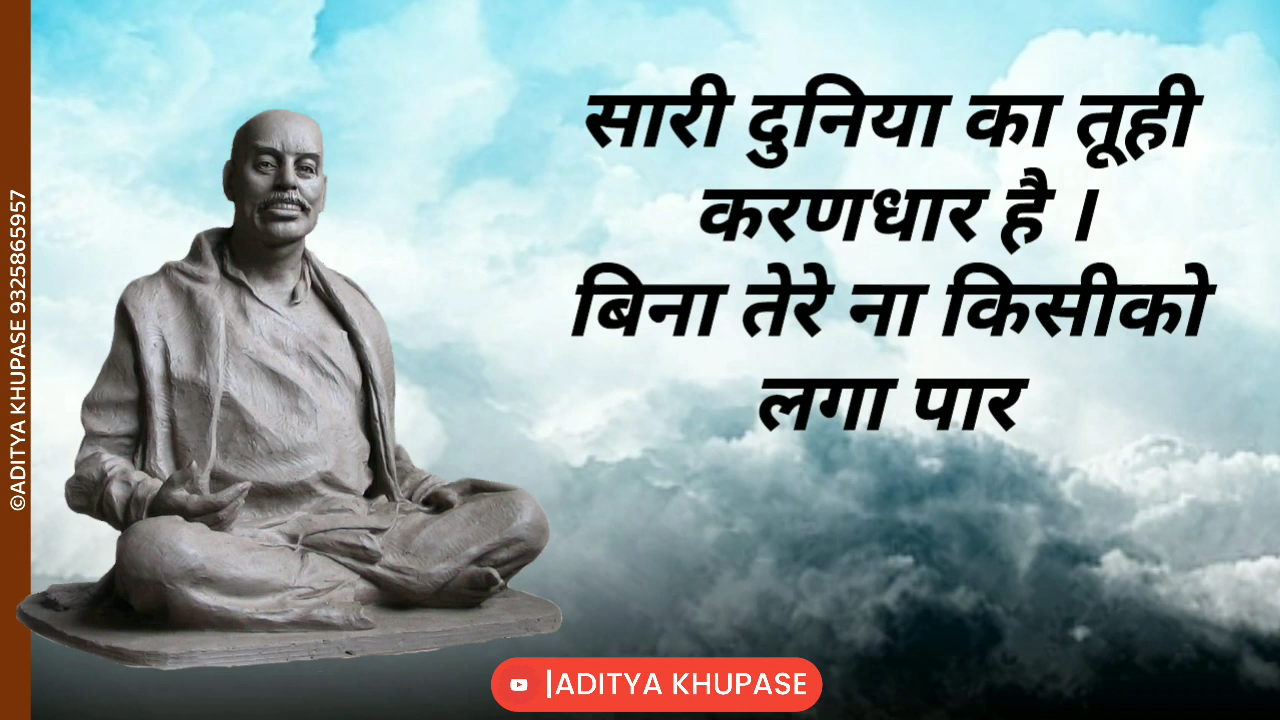 सारी दुनिया का तूही
करणधार है ।
बिना तेरे ना किसीको
लगा पार
©ADITYA KHUPASE 9325865957
|ADITYA KHUPASE